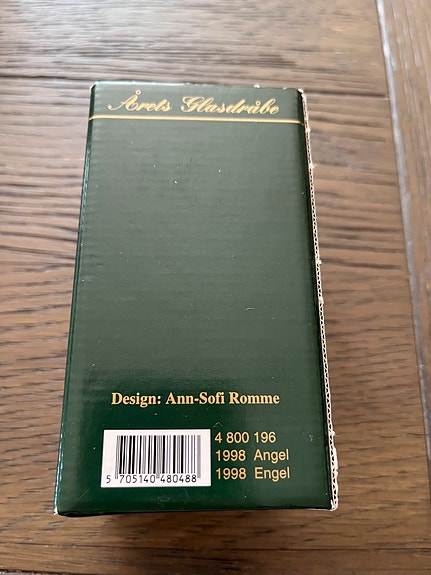 Årets Glasdråbe
Design: Ann-Sofi Romme
4 800 196
1998 Angel
1998 Engel
5 705140 480488